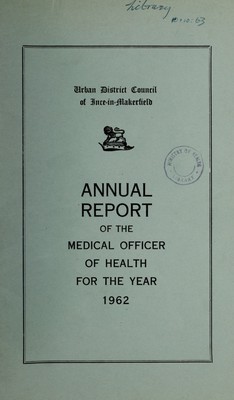 Library
Urban District Council
of Ince-in-Makerfield
ANNUAL
REPORT
OF THE
MEDICAL OFFICER
OF HEALTH
FOR THE YEAR
1962